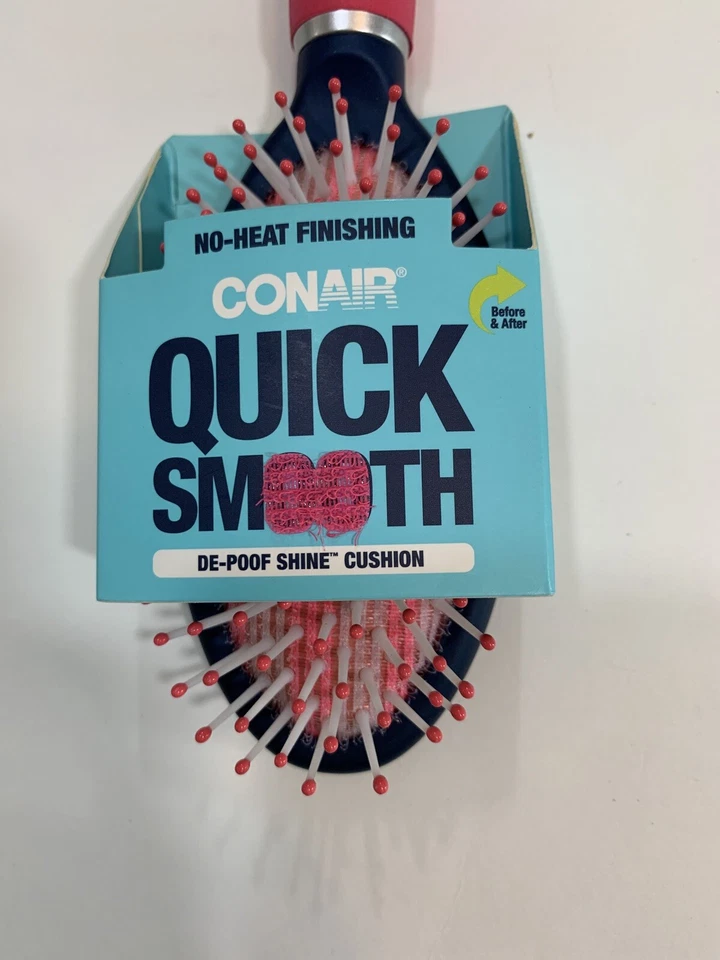 NO-HEAT FINISHING
CONAIR®
Before
& After
QUICK
SMOOTH
DE-POOF SHINE™ CUSHION